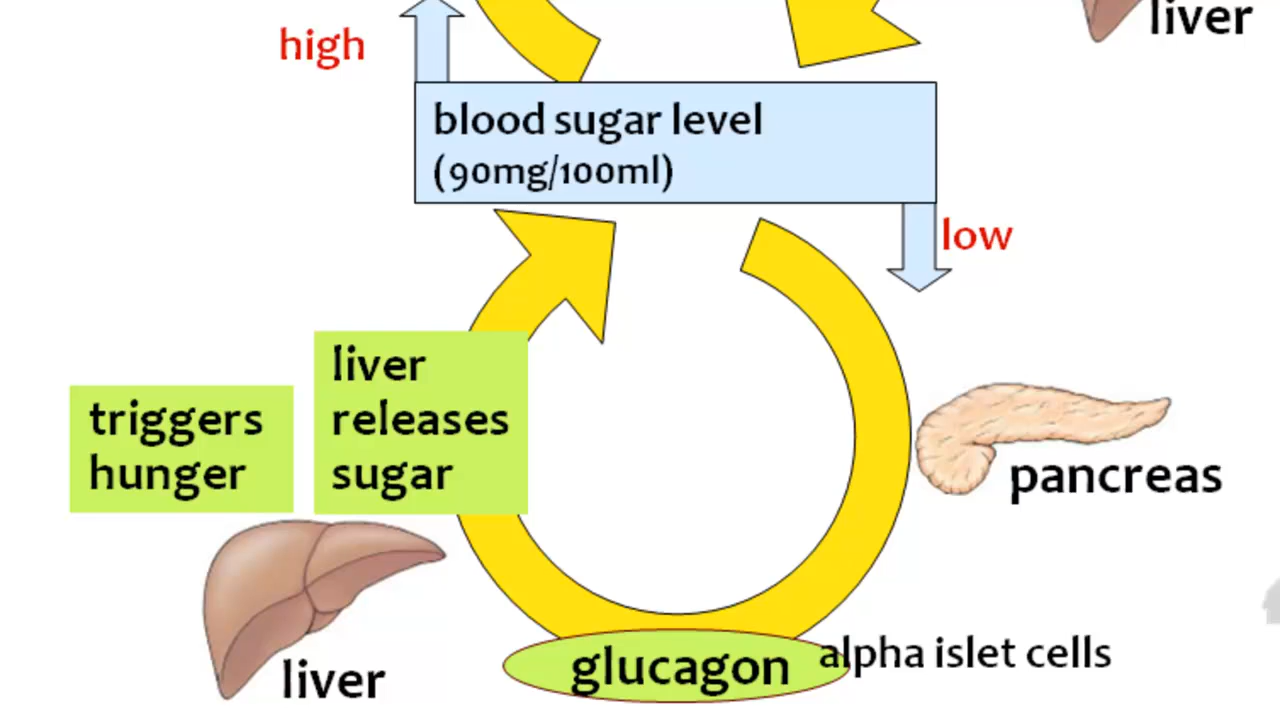 liver
high
blood sugar level
(90mg/100ml)
low
liver
releases
sugar
triggers
hunger
pancreas
liver
glucagon
alpha islet cells